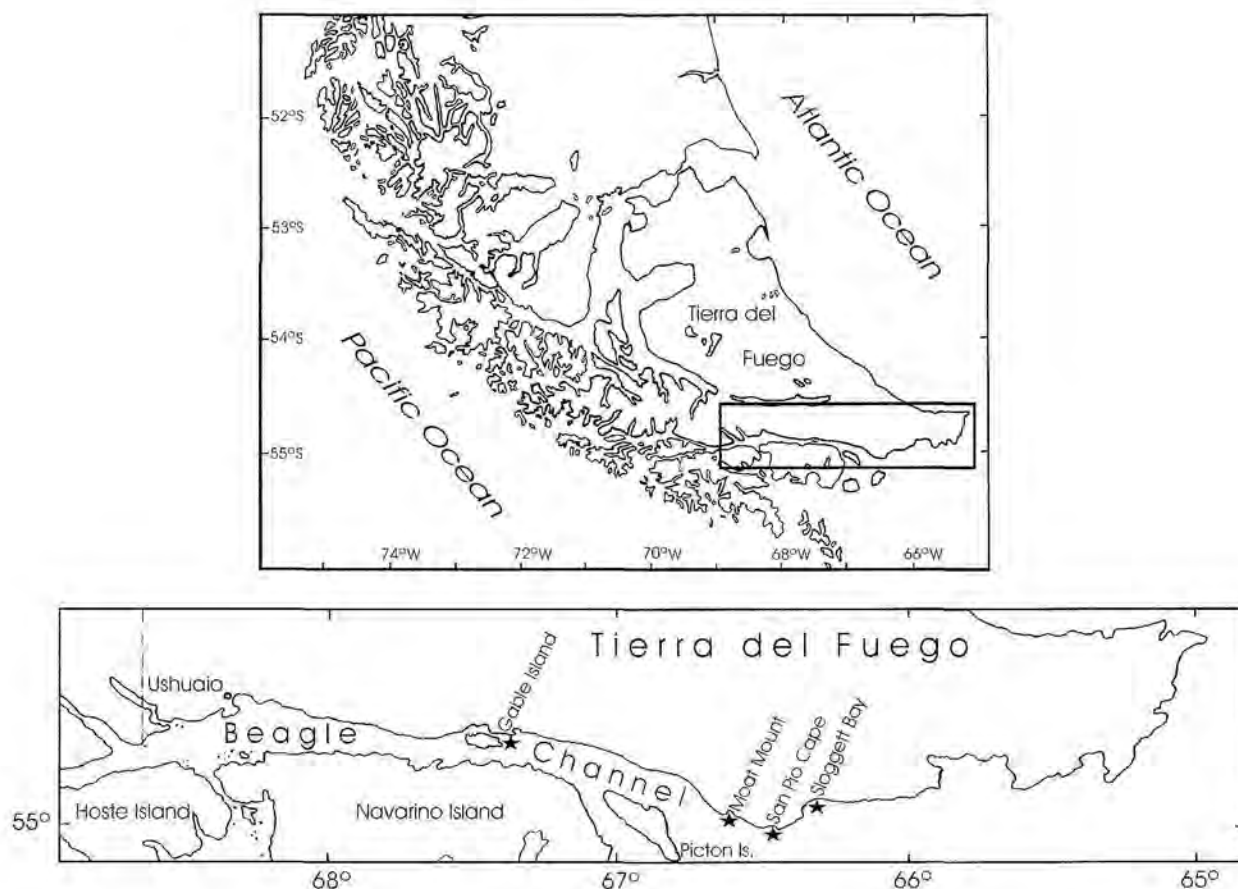 Atlantic Ocean
52°S
53°S
54°S
55°S
Tierra del
Fuego
Pacific Ocean
74°W
72°W
70°W
68°W
66°W
Tierra del Fuego
Ushuaia
Gable Island
Beagle
Channel
Moat Mount
San Pio Cape
Sloggett Bay
55°
Hoste Island
Navarino Island
Picton Is.
68°
67°
66°
65°